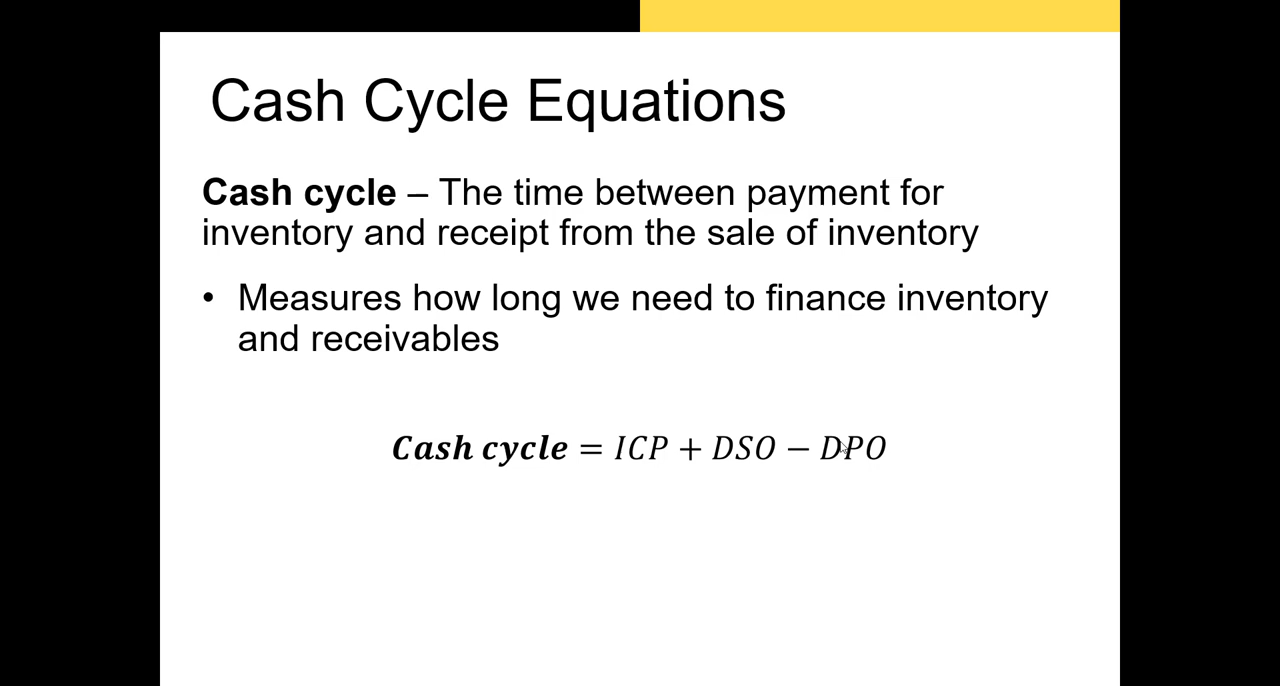 Cash Cycle Equations
Cash cycle – The time between payment for
inventory and receipt from the sale of inventory
• Measures how long we need to finance inventory
and receivables
Cash cycle = ICP + DSO − DPO